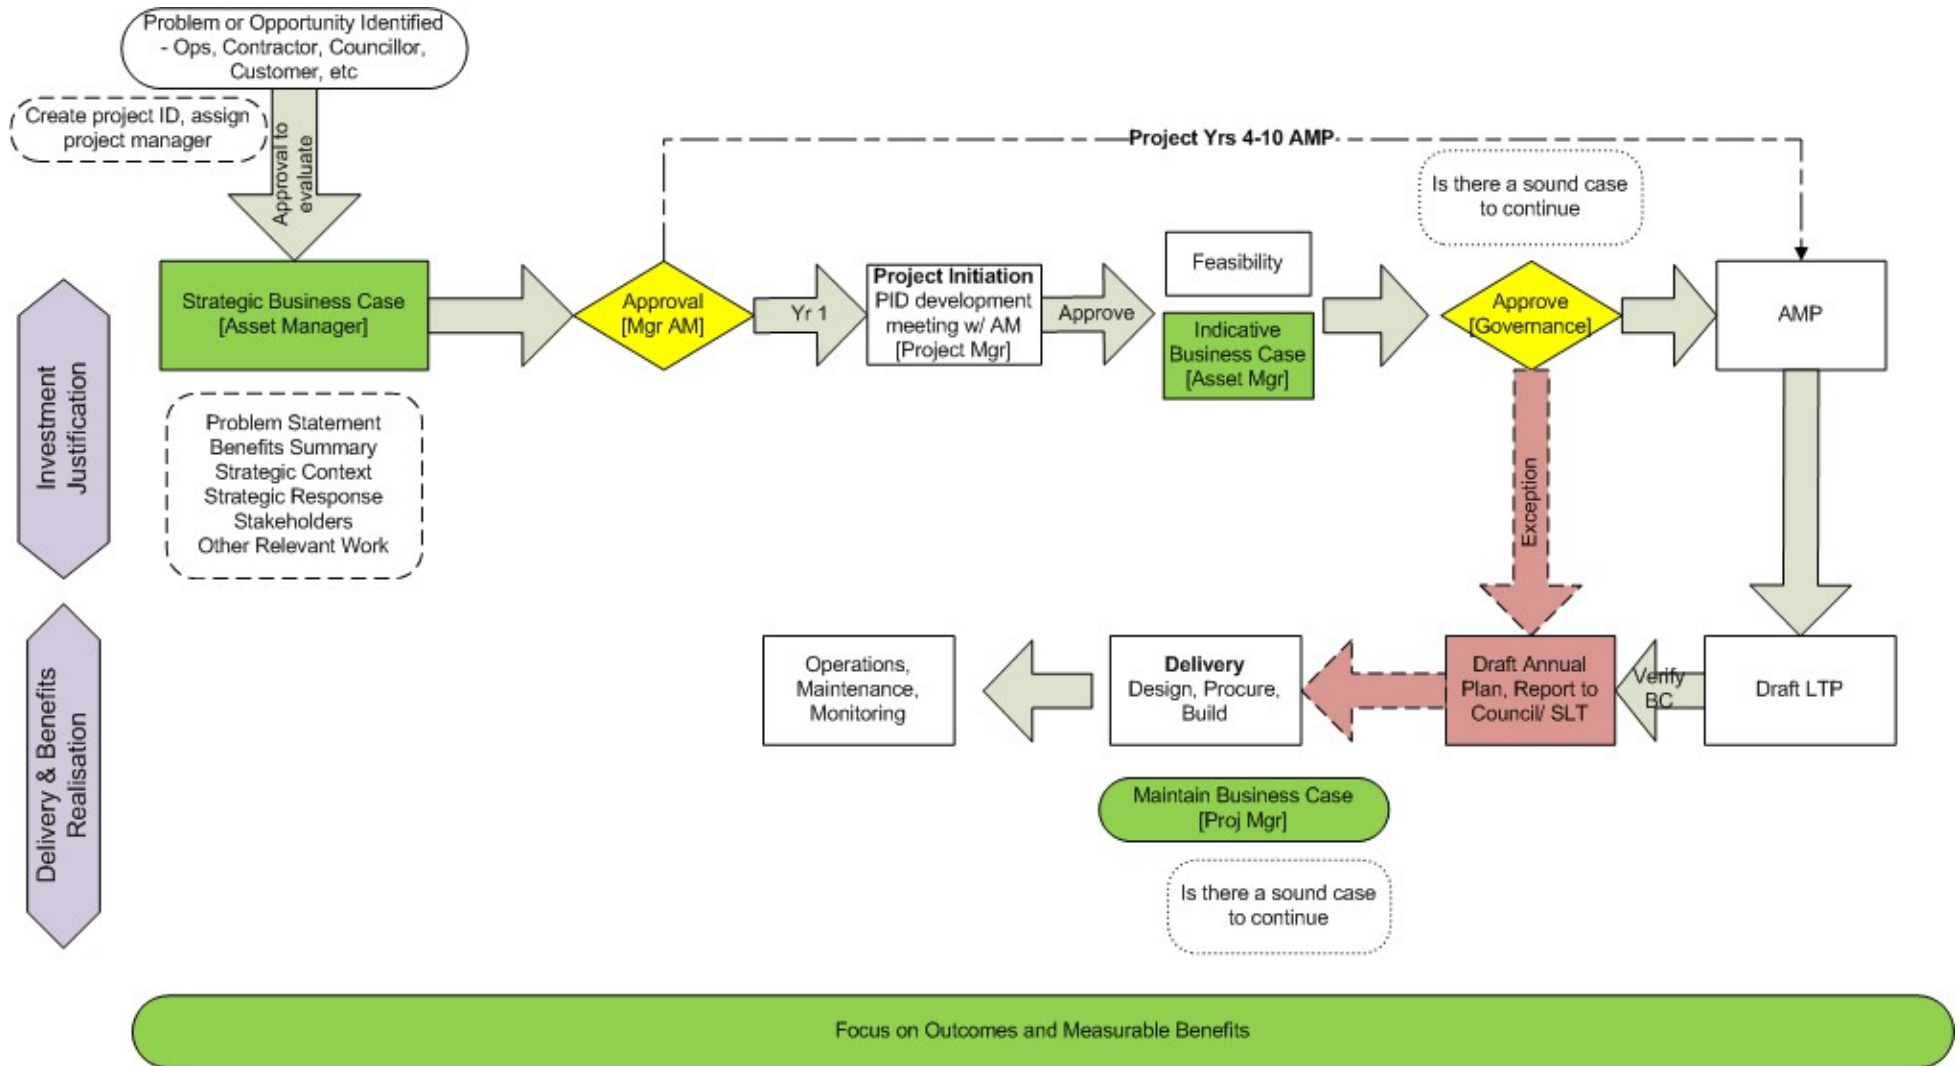 Problem or Opportunity Identified
- Ops, Contractor, Councillor,
Customer, etc
Create project ID, assign
project manager
Approval to
evaluate
Project Yrs 4-10 AMP
Is there a sound case
to continue
Strategic Business Case
[Asset Manager]
Approval
[Mgr AM]
Yr 1
Project Initiation
PID development
meeting w/ AM
[Project Mgr]
Approve
Feasibility
Indicative
Business Case
[Asset Mgr]
Approve
[Governance]
AMP
Investment
Justification
Problem Statement
Benefits Summary
Strategic Context
Strategic Response
Stakeholders
Other Relevant Work
Exception
Delivery & Benefits
Realisation
Operations,
Maintenance,
Monitoring
Delivery
Design, Procure,
Build
Draft Annual
Plan, Report to
Council/ SLT
Verify
BC
Draft LTP
Maintain Business Case
[Proj Mgr]
Is there a sound case
to continue
Focus on Outcomes and Measurable Benefits